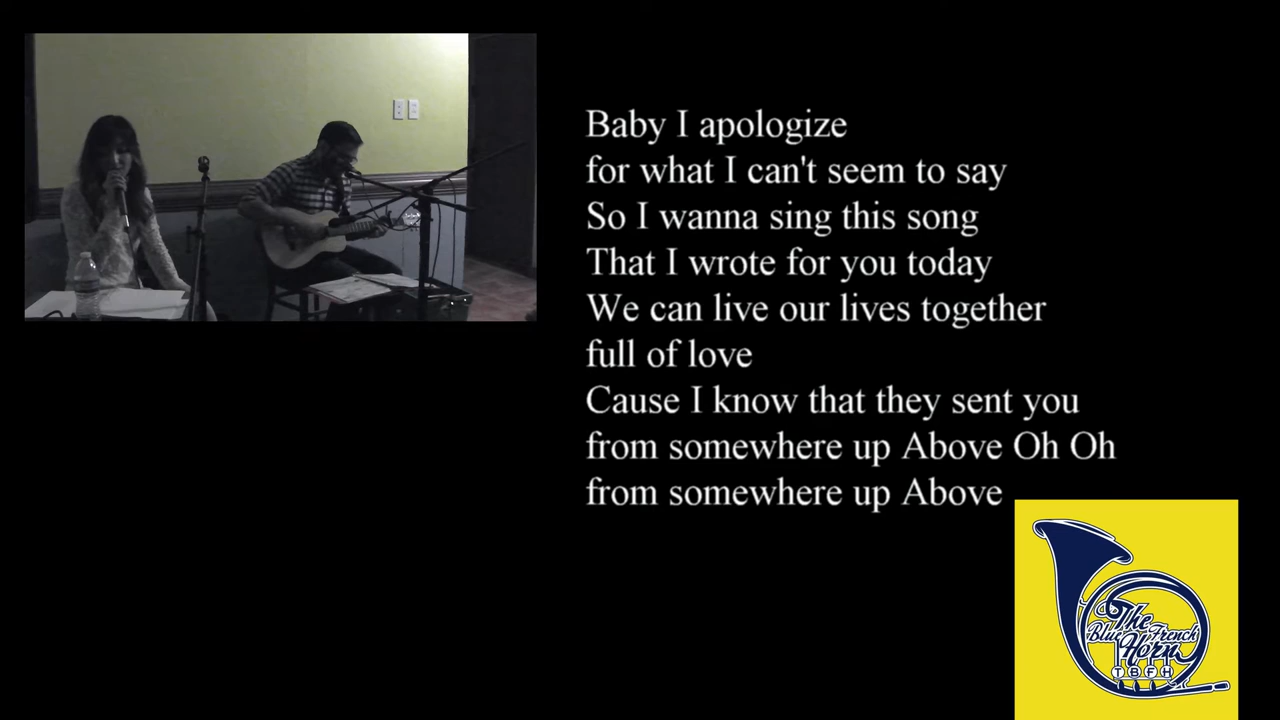 Baby I apologize
for what I can't seem to say
So I wanna sing this song
That I wrote for you today
We can live our lives together
full of love
Cause I know that they sent you
from somewhere up Above Oh Oh
from somewhere up Above
The
Blue French
Horn
TBFH